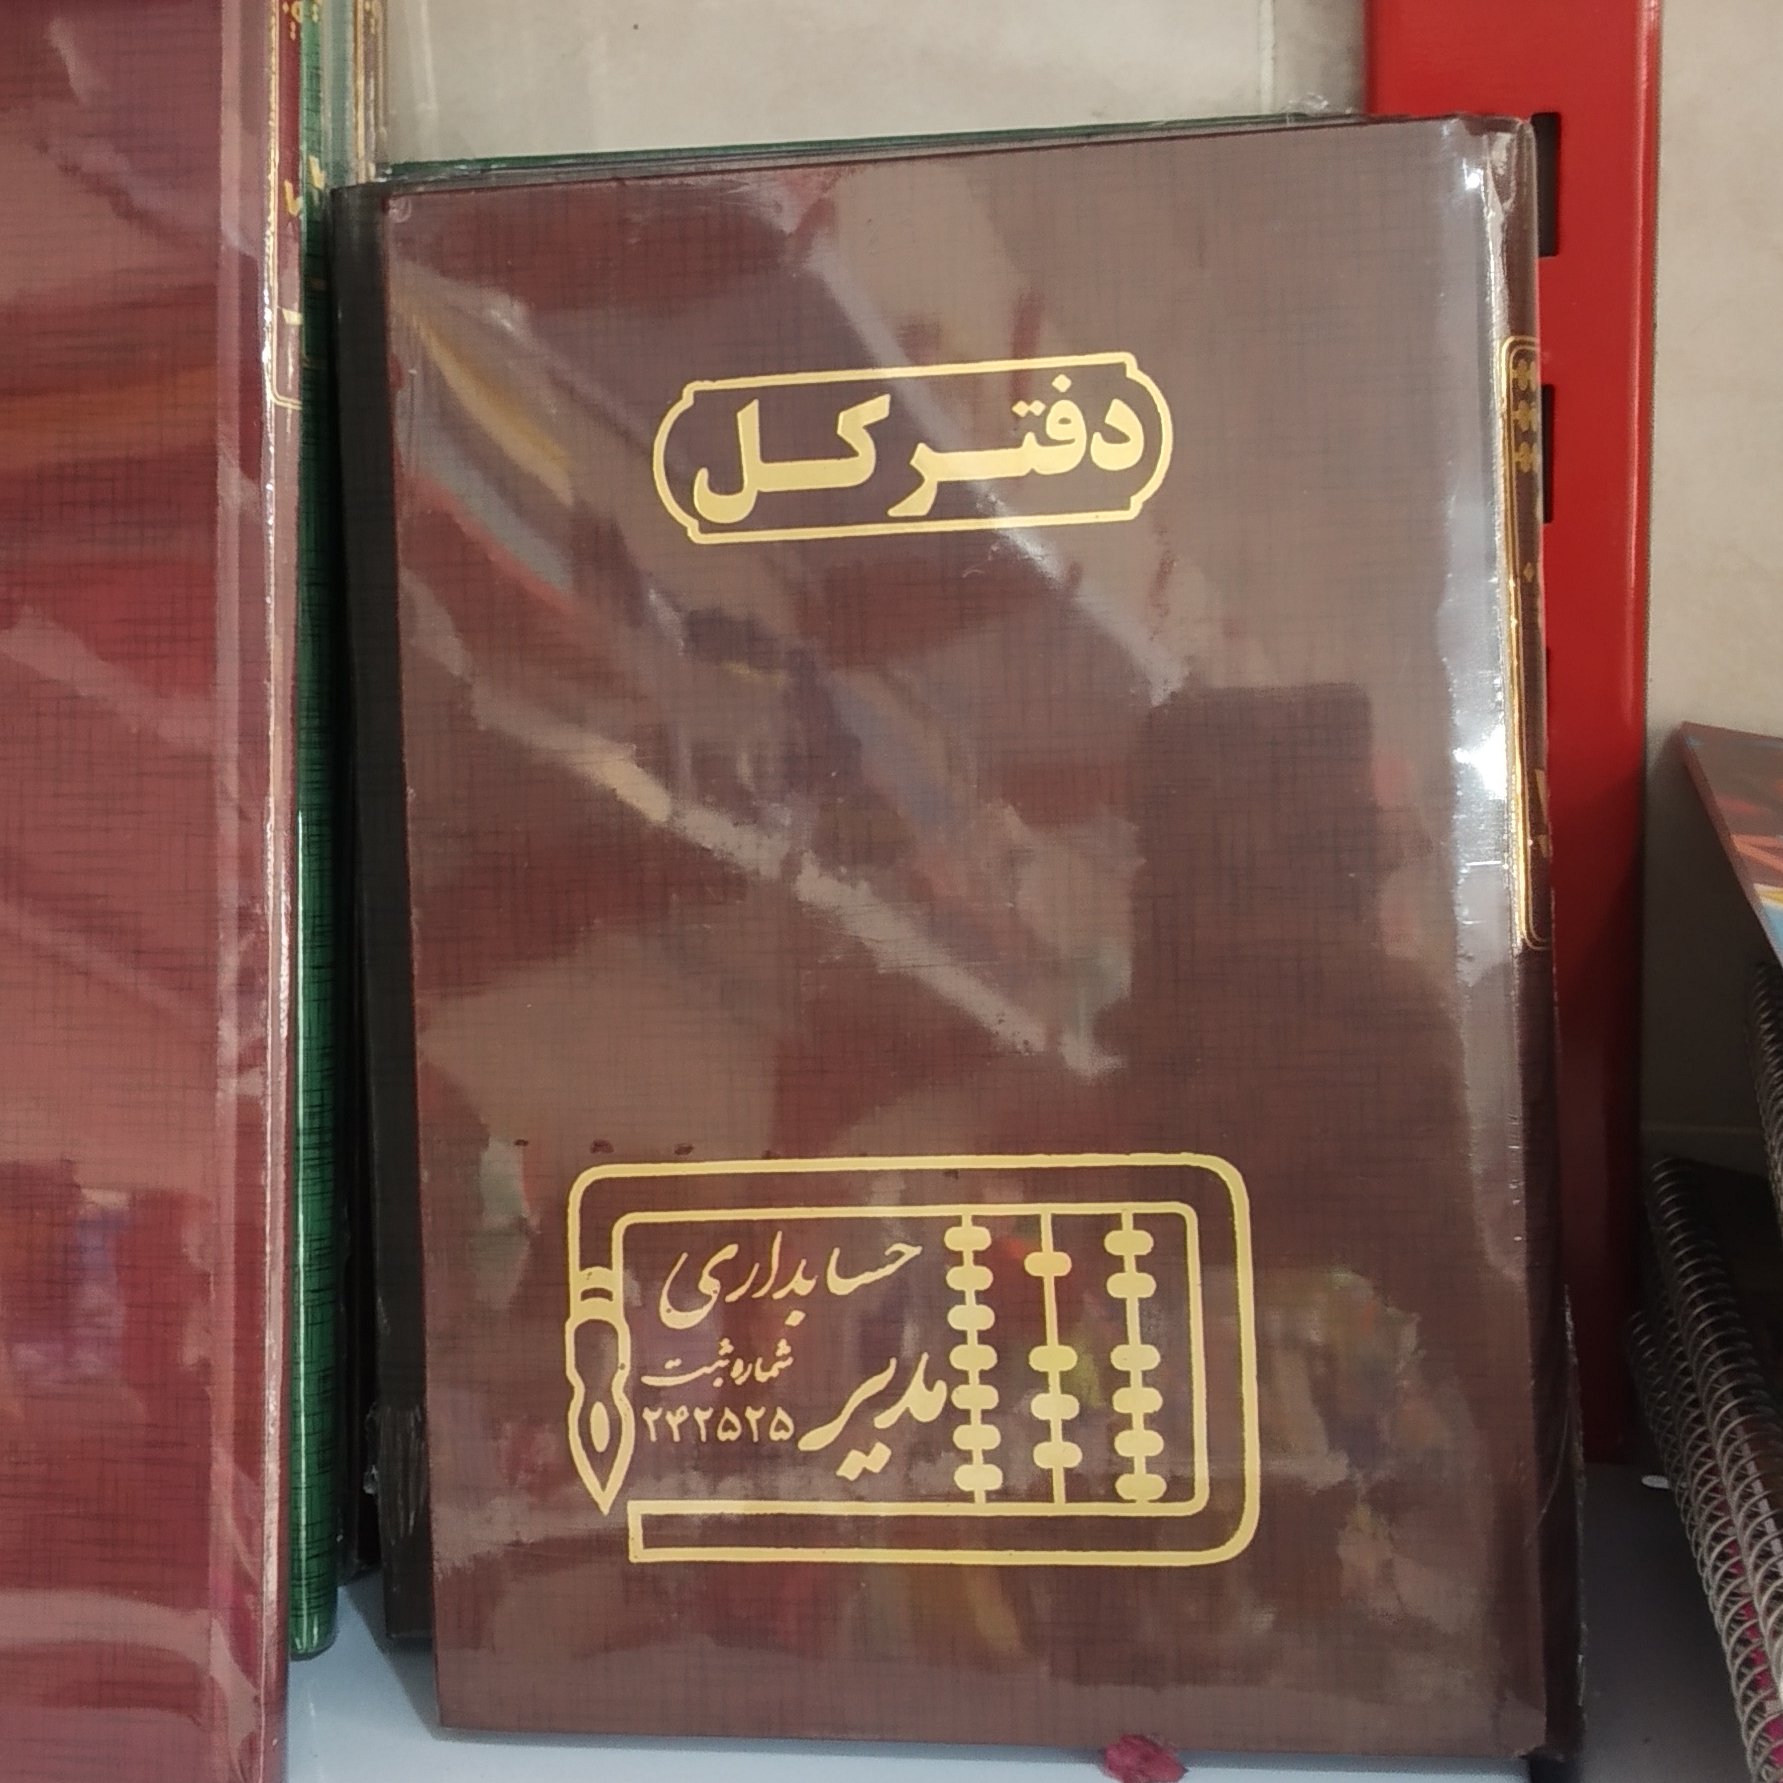 دفتر کل
حسابداری
مدیر
شماره ثبت
۲۴۲۵۲۵